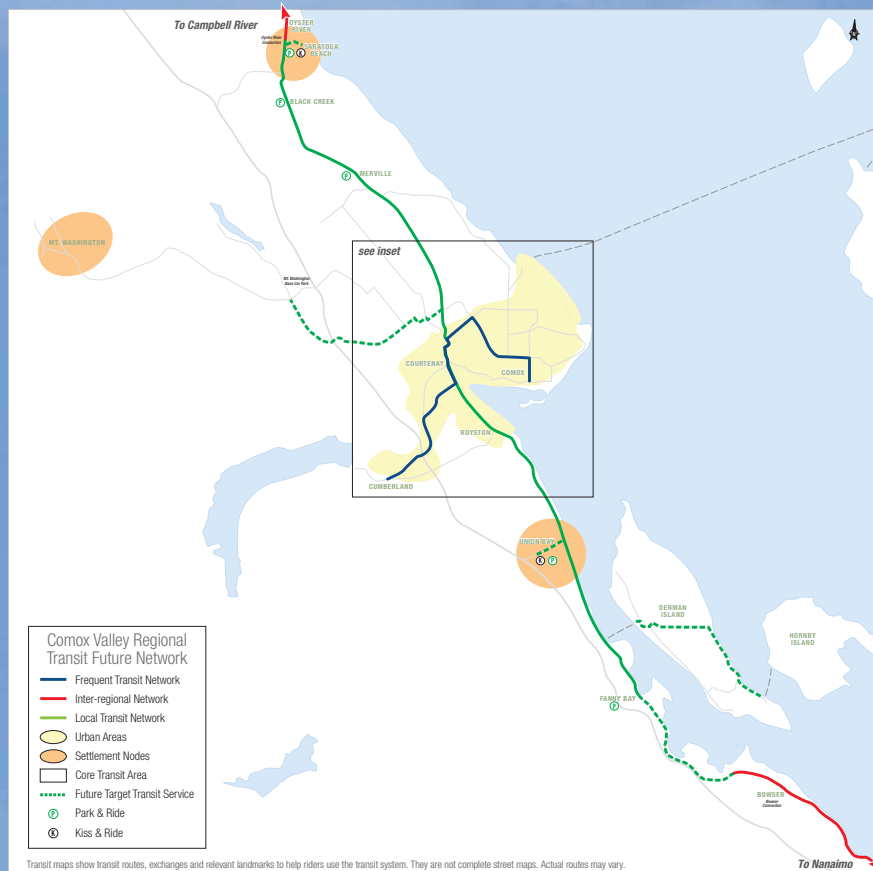 To Campbell River
OYSTER
RIVER
Oyster River
Connection
SARATOGA
BEACH
P
K
N
P
BLACK CREEK
MERVILLE
P
MT. WASHINGTON
see inset
Mt. Washington
Base Car Park
COURTENAY
COMOX
ROYSTON
CUMBERLAND
UNION BAY
K
P
DENMAN
ISLAND
HORNBY
ISLAND
FANNY BAY
P
BOWSER
Bowser
Connection
To Nanaimo
Comox Valley Regional
Transit Future Network
Frequent Transit Network
Inter-regional Network
Local Transit Network
Urban Areas
Settlement Nodes
Core Transit Area
Future Target Transit Service
P Park & Ride
K Kiss & Ride
Transit maps show transit routes, exchanges and relevant landmarks to help riders use the transit system. They are not complete street maps. Actual routes may vary.